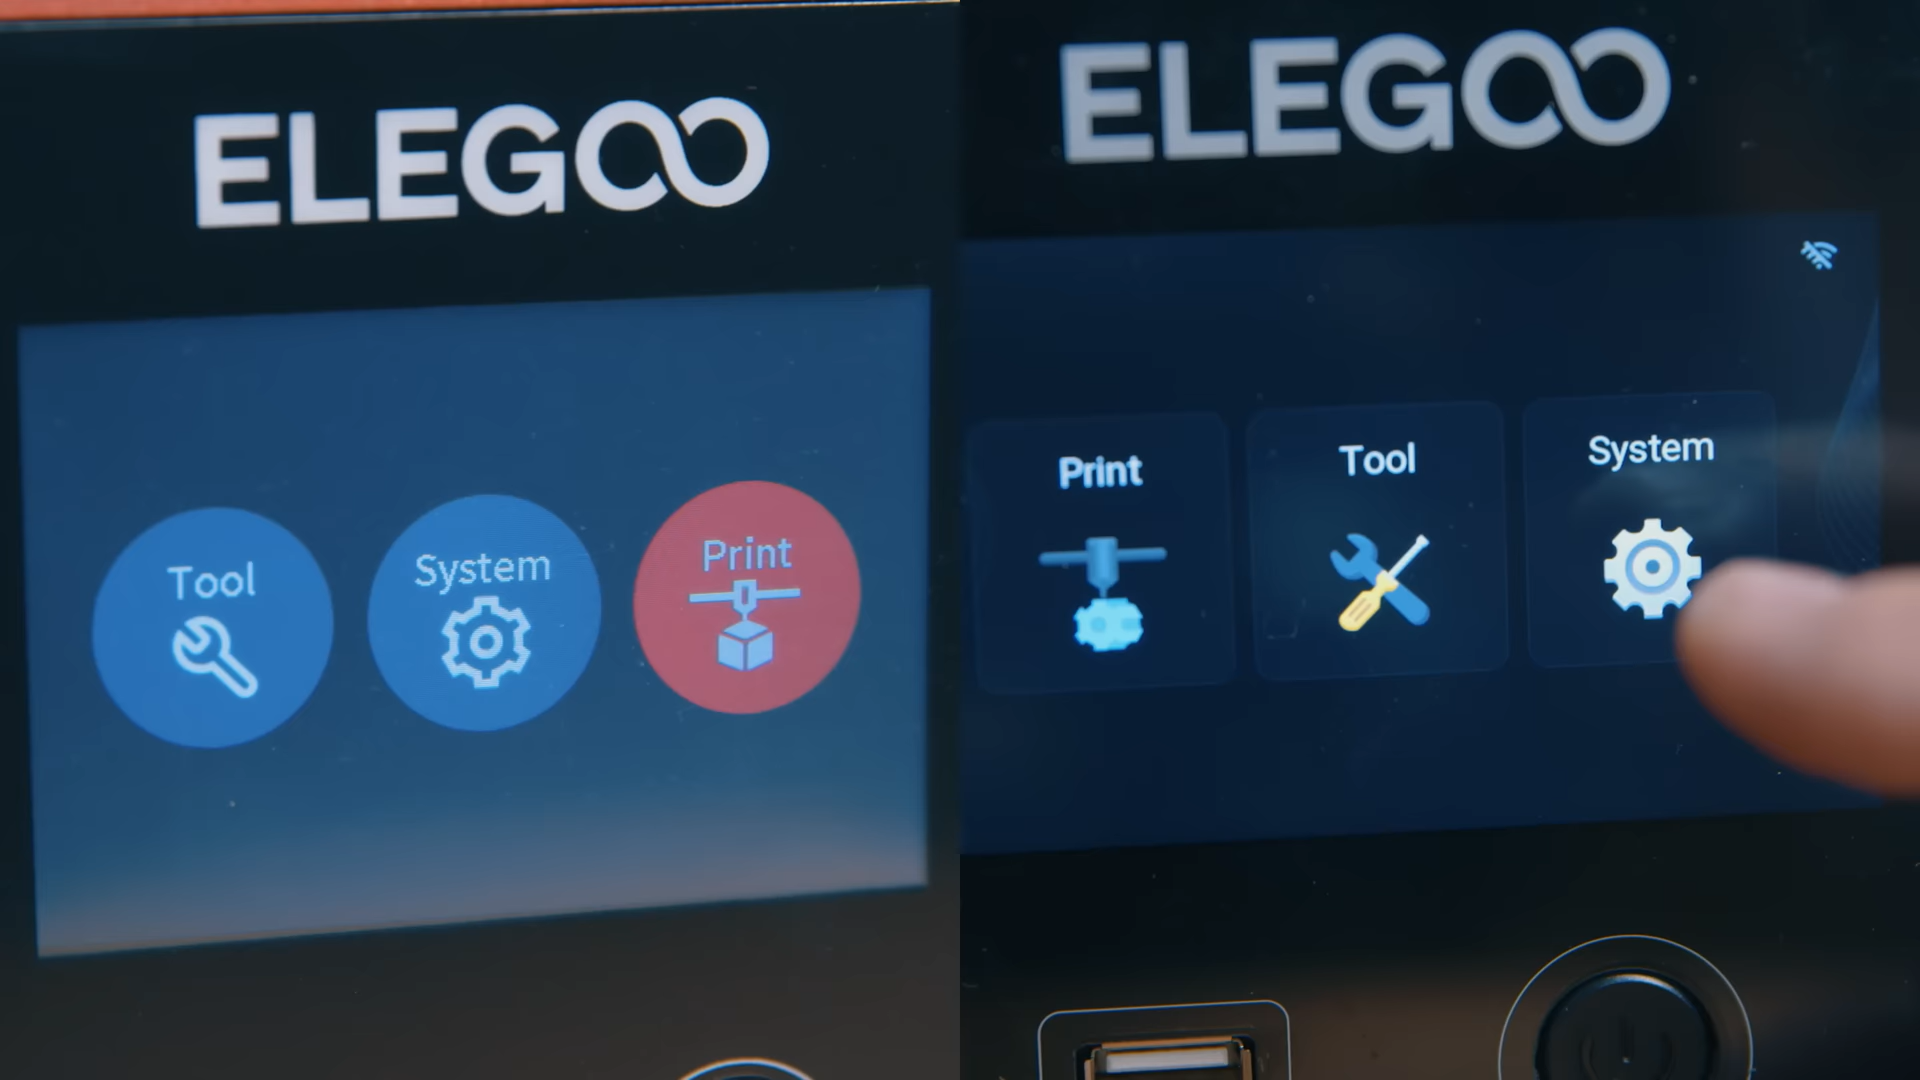 ELEGOO
Tool
System
Print
ELEGOO
Print
Tool
System